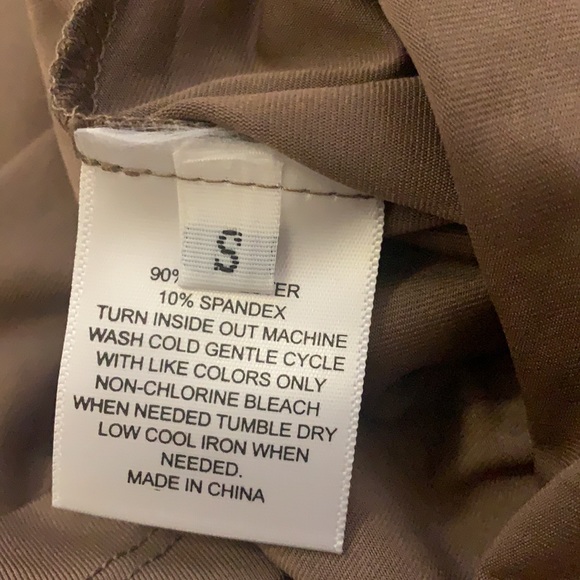 S
90% ER
10% SPANDEX
TURN INSIDE OUT MACHINE
WASH COLD GENTLE CYCLE
WITH LIKE COLORS ONLY
NON-CHLORINE BLEACH
WHEN NEEDED TUMBLE DRY
LOW COOL IRON WHEN
NEEDED.
MADE IN CHINA